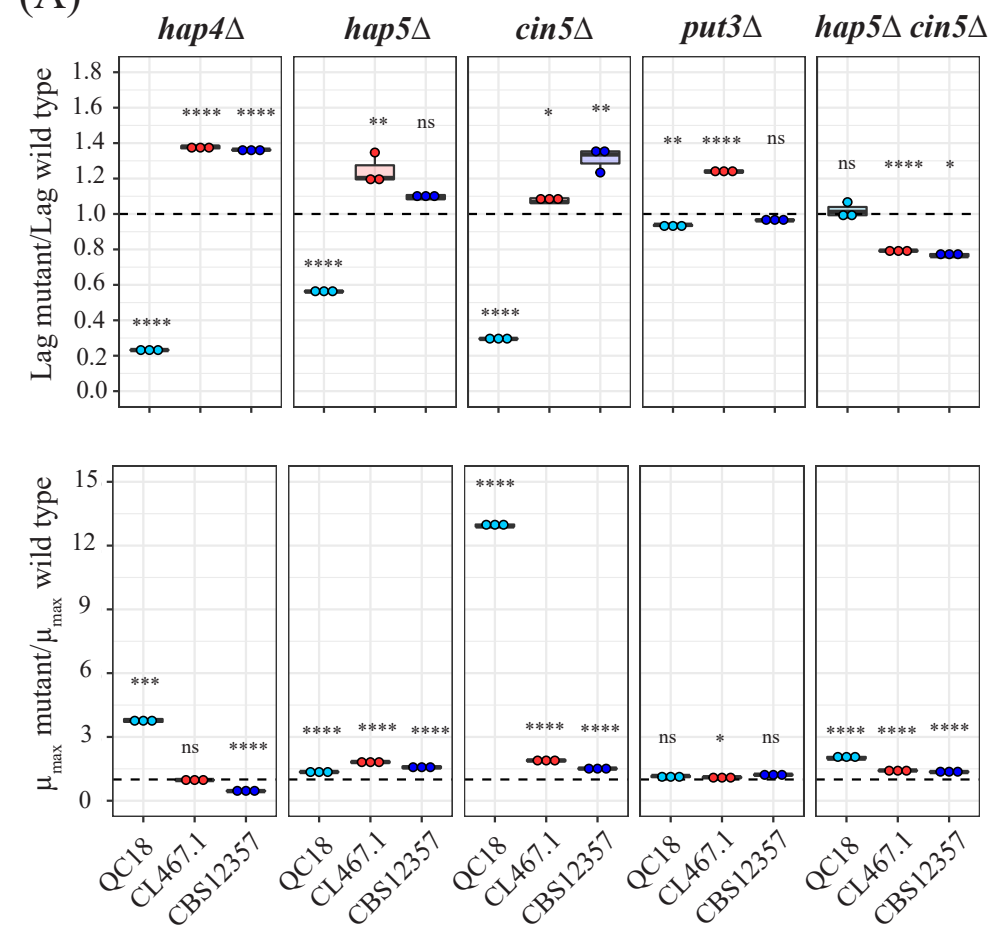 (A)
hap4Δ hap5Δ cin5Δ put3Δ hap5Δ cin5Δ
Lag mutant/Lag wild type
1.8
1.6
1.4
1.2
1.0
0.8
0.6
0.4
0.2
0.0
**** **** ****
**** ** ns
**** * **
** **** ns
ns **** *
μmax mutant/μmax wild type
15
12
9
6
3
0
*** ns ****
**** **** ****
**** **** ****
ns * ns
**** **** ****
QC18 CL467.1 CBS12357 QC18 CL467.1 CBS12357 QC18 CL467.1 CBS12357 QC18 CL467.1 CBS12357 QC18 CL467.1 CBS12357